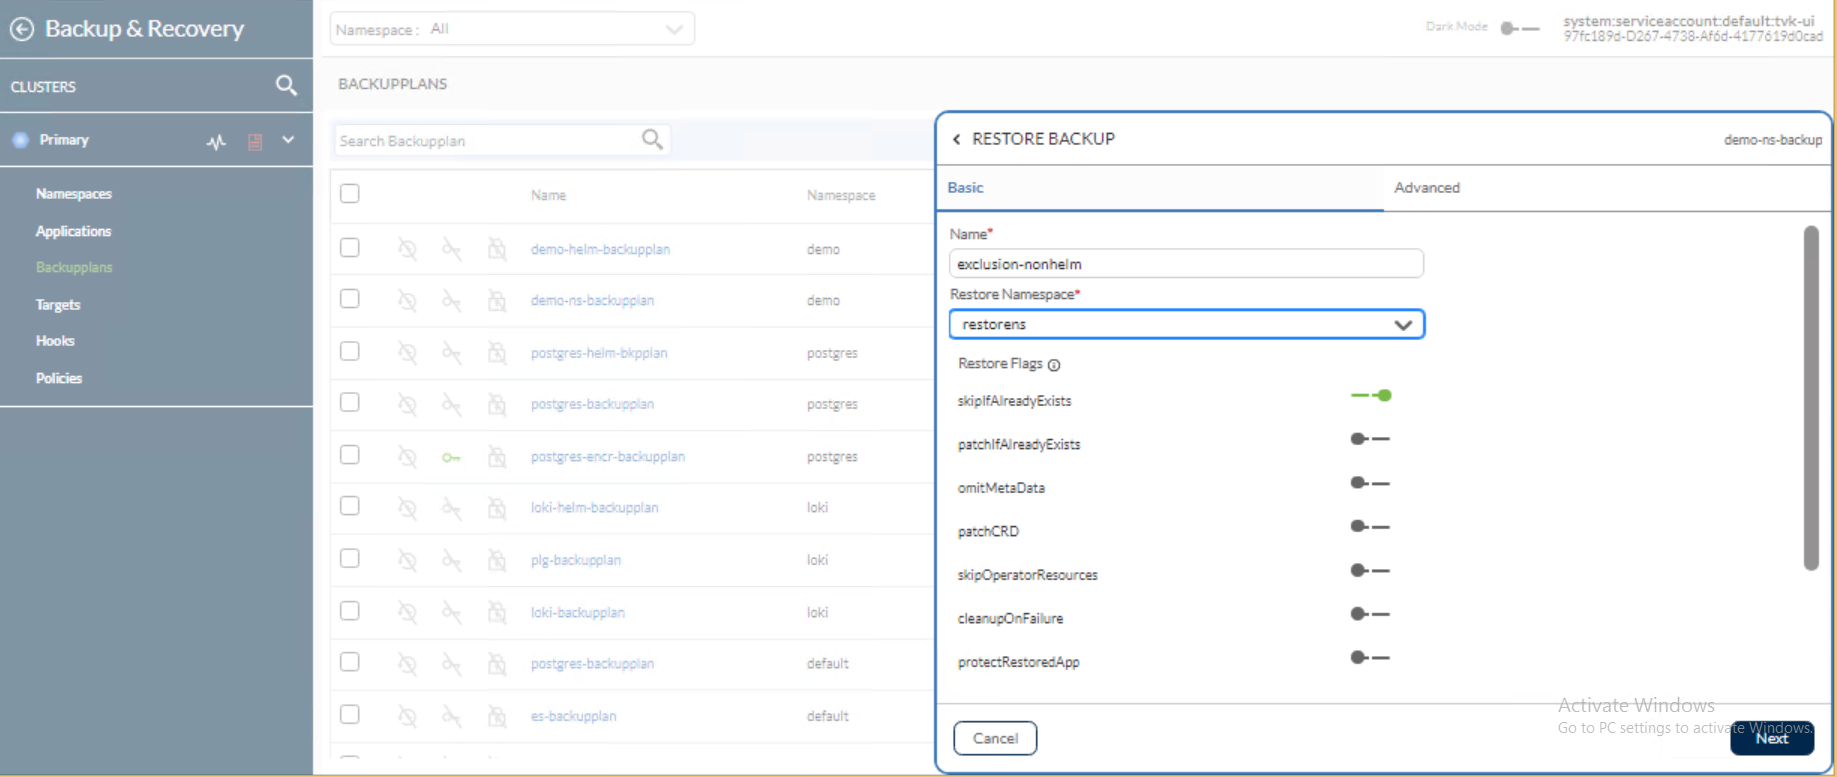 Backup & Recovery
Namespace : All
Dark Mode
system:serviceaccount:default:tvk-ui
97fc189d-D267-4738-Af6d-4177619d0cad
CLUSTERS
Primary
Namespaces
Applications
Backupplans
Targets
Hooks
Policies
BACKUPPLANS
Search Backupplan
Name Namespace
demo-helm-backupplan demo
demo-ns-backupplan demo
postgres-helm-bkpplan postgres
postgres-backupplan postgres
postgres-encr-backupplan postgres
loki-helm-backupplan loki
plg-backupplan loki
loki-backupplan loki
postgres-backupplan default
es-backupplan default
RESTORE BACKUP demo-ns-backup
Basic Advanced
Name*
exclusion-nonhelm
Restore Namespace*
restorens
Restore Flags
skipIfAlreadyExists
patchIfAlreadyExists
omitMetaData
patchCRD
skipOperatorResources
cleanupOnFailure
protectRestoredApp
Cancel Next
Activate Windows
Go to PC settings to activate Windows.